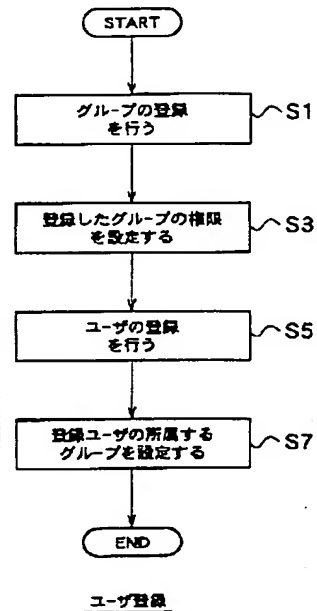 START
グループの登録
を行う
S1
登録したグループの権限
を設定する
S3
ユーザの登録
を行う
S5
登録ユーザの所属する
グループを設定する
S7
END
ユーザ登録